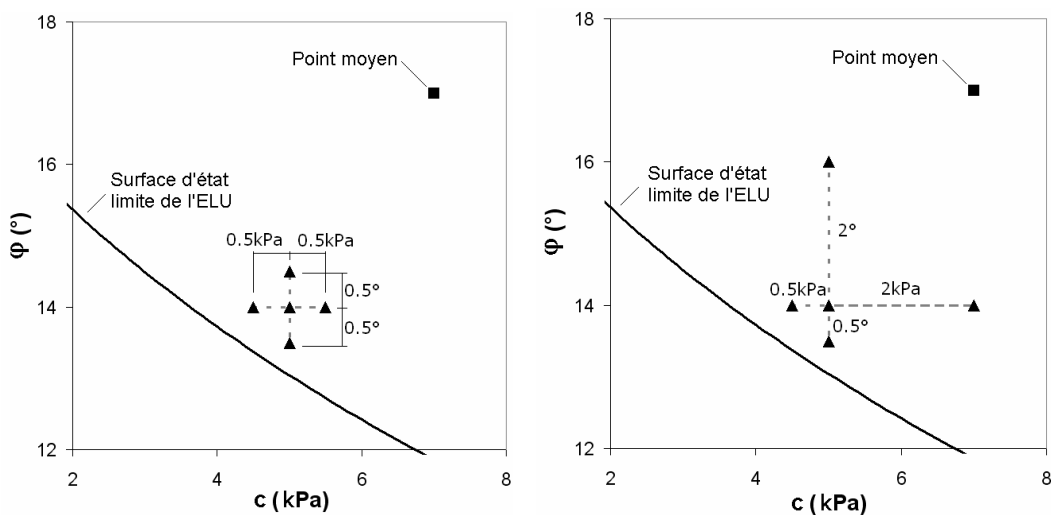 18
Point moyen
16
Surface d'état
limite de l'ELU
φ (°)
0.5kPa 0.5kPa
0.5°
14
0.5°
12
2 4 6 8
c (kPa)
18
Point moyen
16
Surface d'état
limite de l'ELU
φ (°)
2°
0.5kPa 2kPa
14
0.5°
12
2 4 6 8
c (kPa)